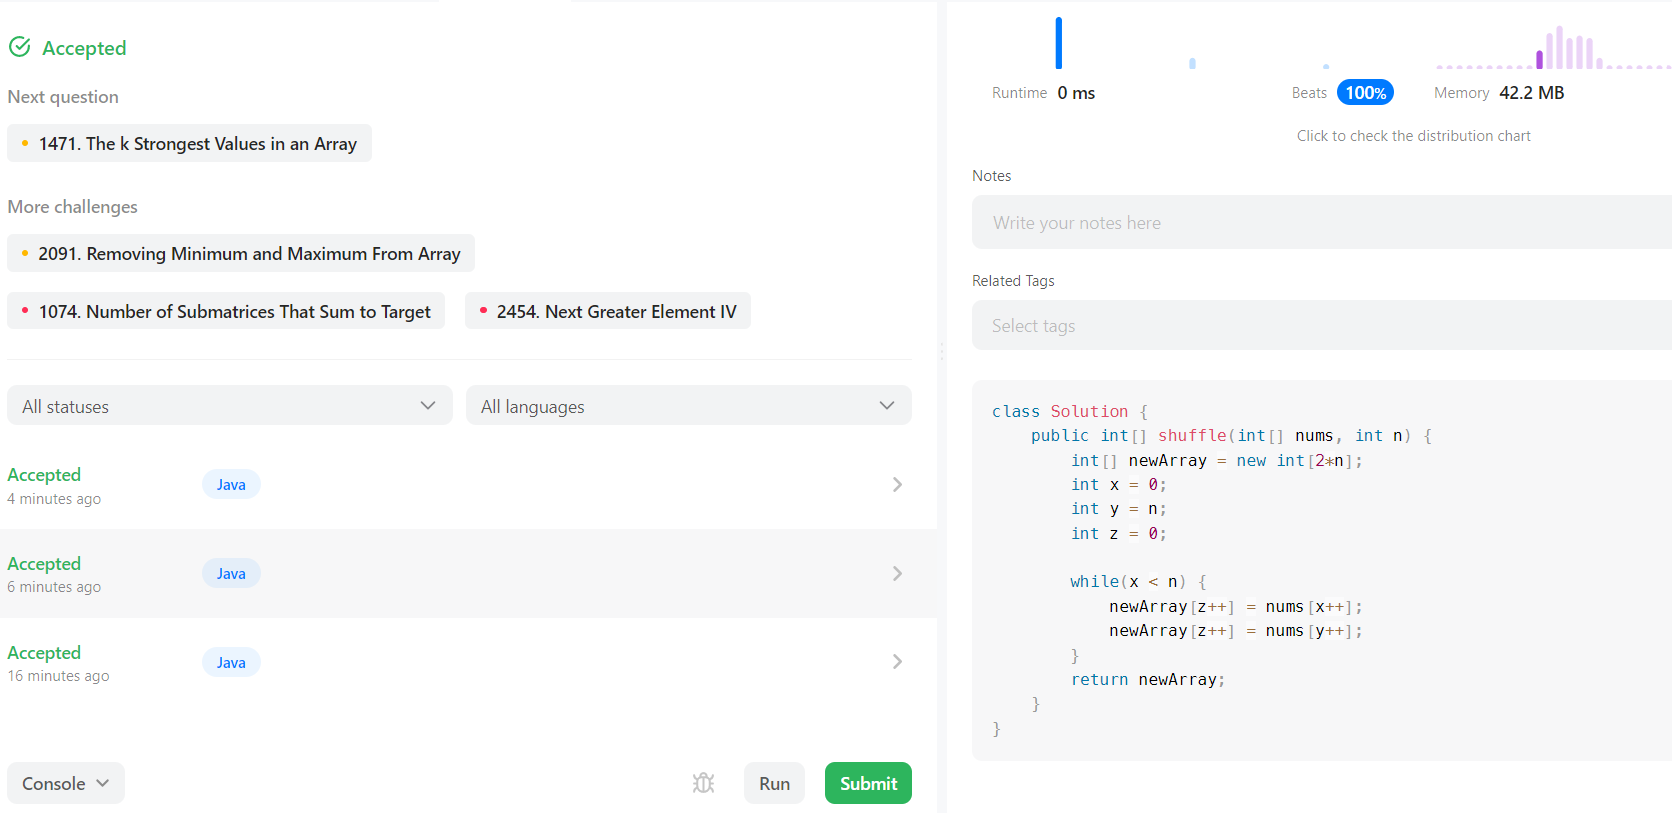 Accepted
Next question
1471. The k Strongest Values in an Array
More challenges
2091. Removing Minimum and Maximum From Array
1074. Number of Submatrices That Sum to Target
2454. Next Greater Element IV
All statuses
All languages
Accepted
4 minutes ago
Java
Accepted
6 minutes ago
Java
Accepted
16 minutes ago
Java
Console
Run
Submit
Runtime 0 ms
Beats 100%
Memory 42.2 MB
Click to check the distribution chart
Notes
Write your notes here
Related Tags
Select tags
class Solution {
    public int[] shuffle(int[] nums, int n) {
        int[] newArray = new int[2*n];
        int x = 0;
        int y = n;
        int z = 0;

        while(x < n) {
            newArray[z++] = nums[x++];
            newArray[z++] = nums[y++];
        }
        return newArray;
    }
}